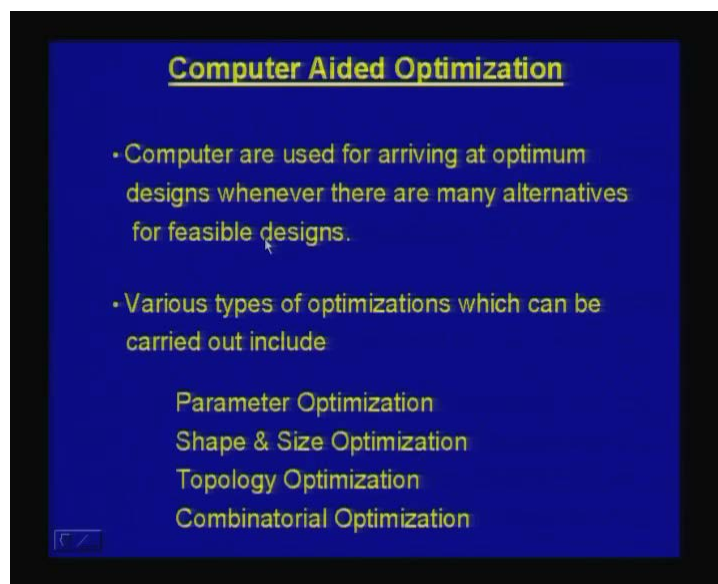 Computer Aided Optimization
• Computer are used for arriving at optimum
designs whenever there are many alternatives
for feasible designs.
• Various types of optimizations which can be
carried out include
Parameter Optimization
Shape & Size Optimization
Topology Optimization
Combinatorial Optimization